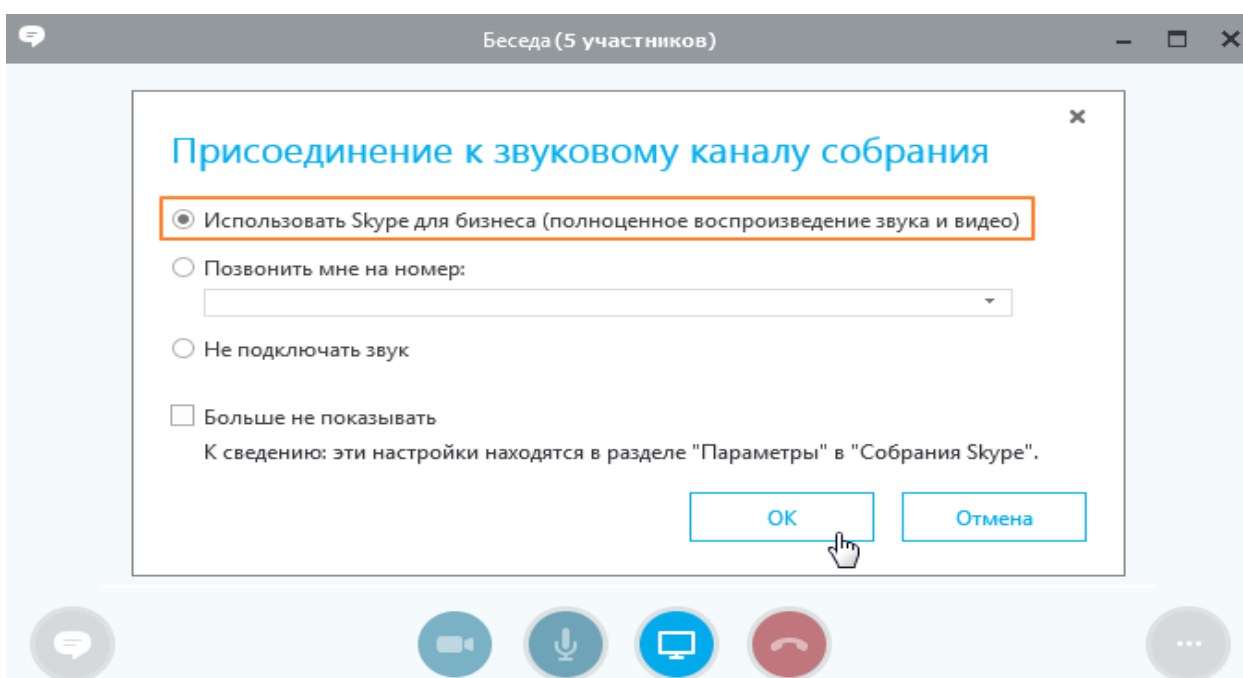 Беседа (5 участников)
Присоединение к звуковому каналу собрания
Использовать Skype для бизнеса (полноценное воспроизведение звука и видео)
Позвонить мне на номер:
Не подключать звук
Больше не показывать
К сведению: эти настройки находятся в разделе "Параметры" в "Собрания Skype".
ОК Отмена